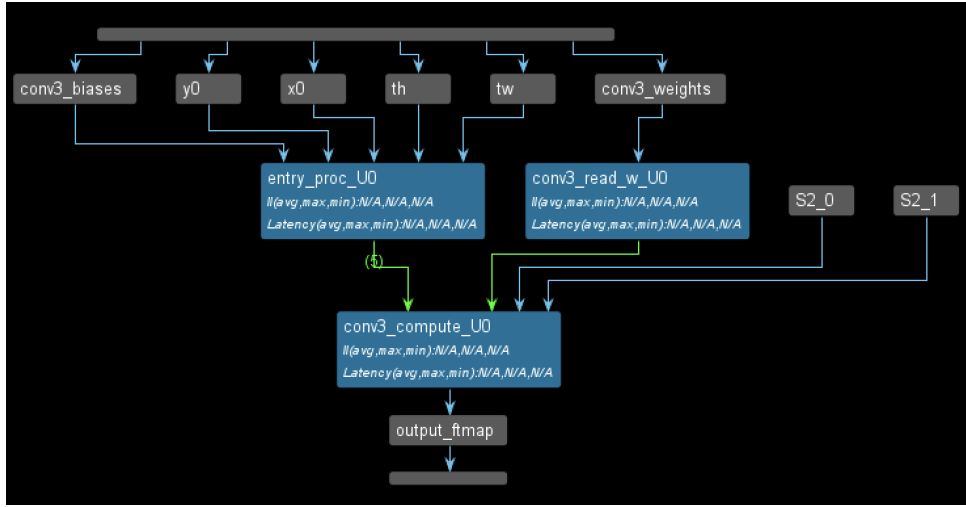 conv3_biases
y0
x0
th
tw
conv3_weights
entry_proc_U0
II(avg,max,min):N/A,N/A,N/A
Latency(avg,max,min):N/A,N/A,N/A
conv3_read_w_U0
II(avg,max,min):N/A,N/A,N/A
Latency(avg,max,min):N/A,N/A,N/A
S2_0
S2_1
(5)
conv3_compute_U0
II(avg,max,min):N/A,N/A,N/A
Latency(avg,max,min):N/A,N/A,N/A
output_ftmap